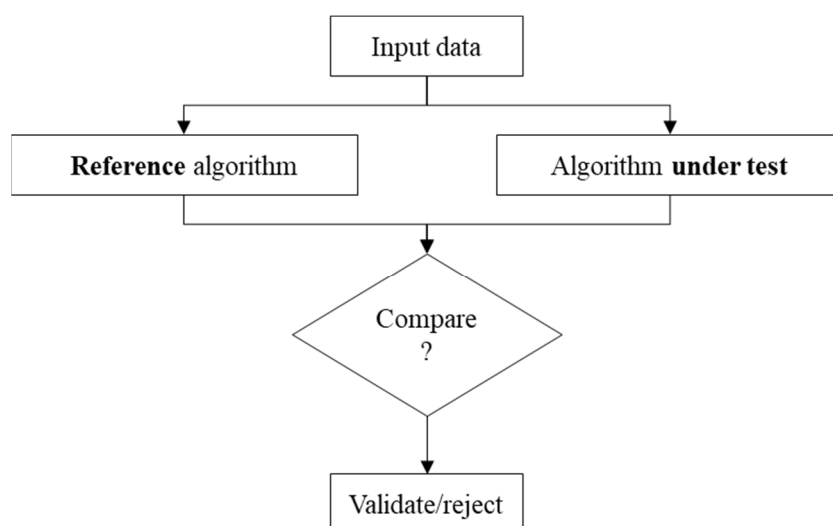 Input data
Reference algorithm
Algorithm under test
Compare
?
Validate/reject